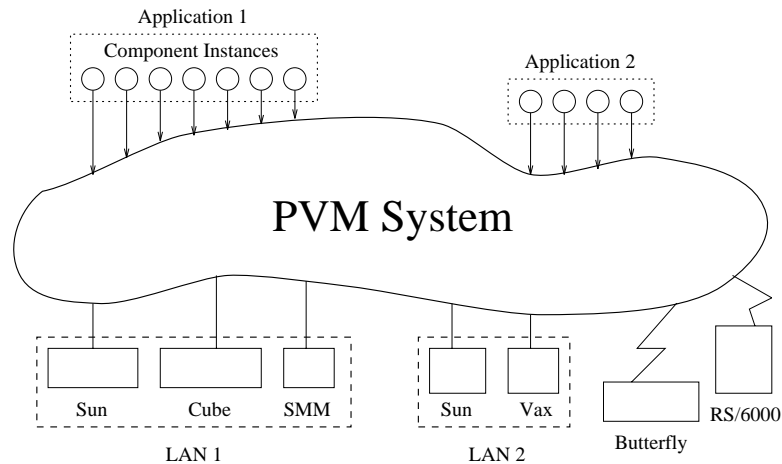 Application 1
Component Instances
Application 2
PVM System
Sun
Cube
SMM
Sun
Vax
RS/6000
Butterfly
LAN 1
LAN 2